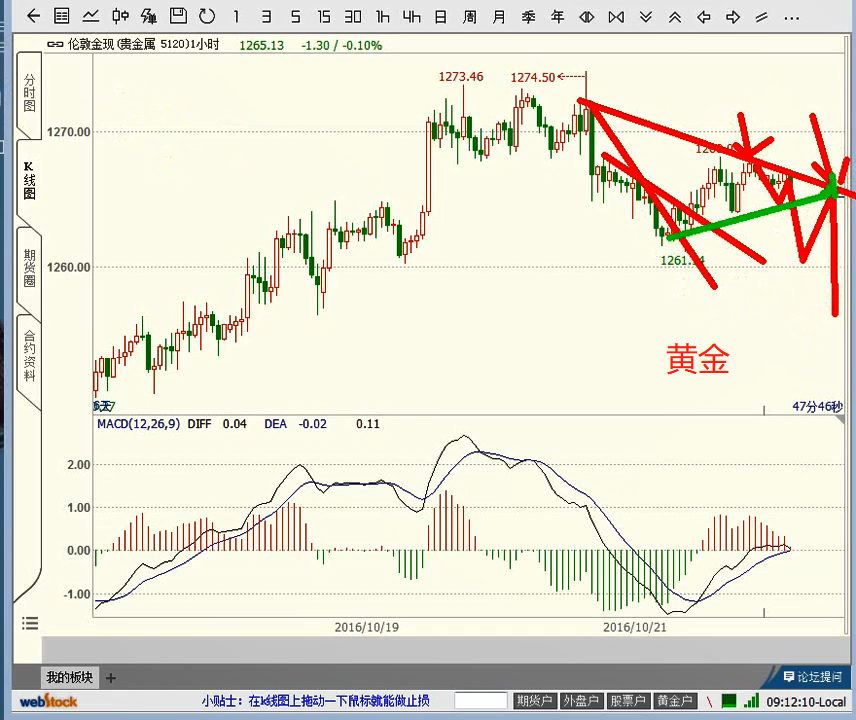 1 3 5 15 30 1h 4h 日 周 月 季 年
伦敦金现(贵金属 5120)1小时 1265.13 -1.30 / -0.10%
分时图
K线图
期货圈
合约资料
1273.46 1274.50
1270.00
1260.00
黄金
47分46秒
MACD(12,26,9) DIFF 0.04 DEA -0.02 0.11
2.00
1.00
0.00
-1.00
2016/10/19 2016/10/21
我的板块 +
论坛提问
webStock 小贴士：在k线图上拖动一下鼠标就能做止损 期货户 外盘户 股票户 黄金户 09:12:10-Local